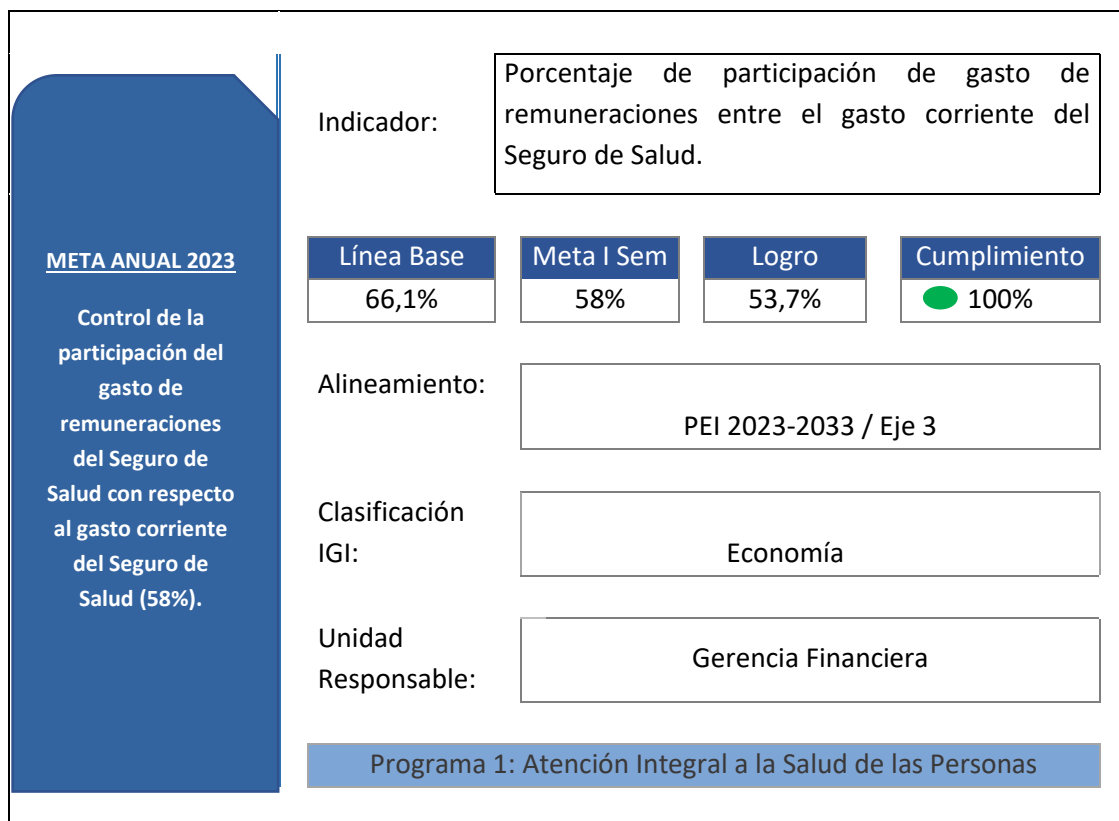 META ANUAL 2023
Control de la
participación del
gasto de
remuneraciones
del Seguro de
Salud con respecto
al gasto corriente
del Seguro de
Salud (58%).
Indicador:
Porcentaje de participación de gasto de
remuneraciones entre el gasto corriente del
Seguro de Salud.
Línea Base Meta I Sem Logro Cumplimiento
66,1% 58% 53,7% 100%
Alineamiento:
PEI 2023-2033 / Eje 3
Clasificación
IGI:
Economía
Unidad
Responsable:
Gerencia Financiera
Programa 1: Atención Integral a la Salud de las Personas